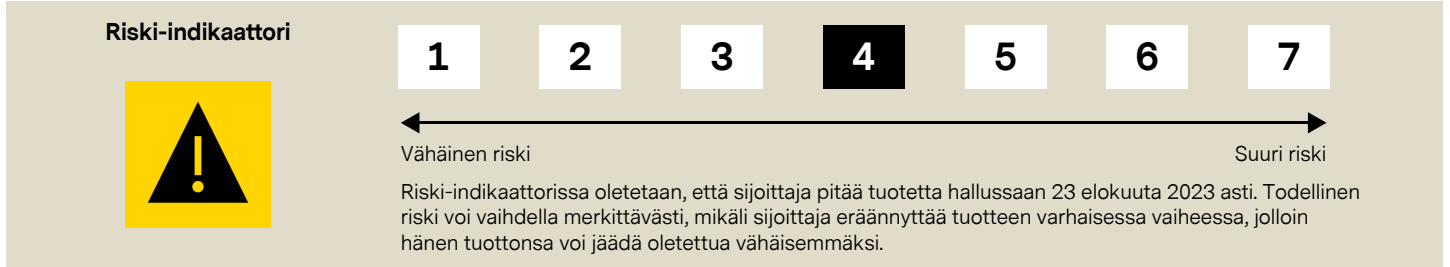 Riski-indikaattori
1 2 3 4 5 6 7
Vähäinen riski Suuri riski
Riski-indikaattorissa oletetaan, että sijoittaja pitää tuotetta hallussaan 23 elokuuta 2023 asti. Todellinen
riski voi vaihdella merkittävästi, mikäli sijoittaja eräännyttää tuotteen varhaisessa vaiheessa, jolloin
hänen tuottonsa voi jäädä oletettua vähäisemmäksi.